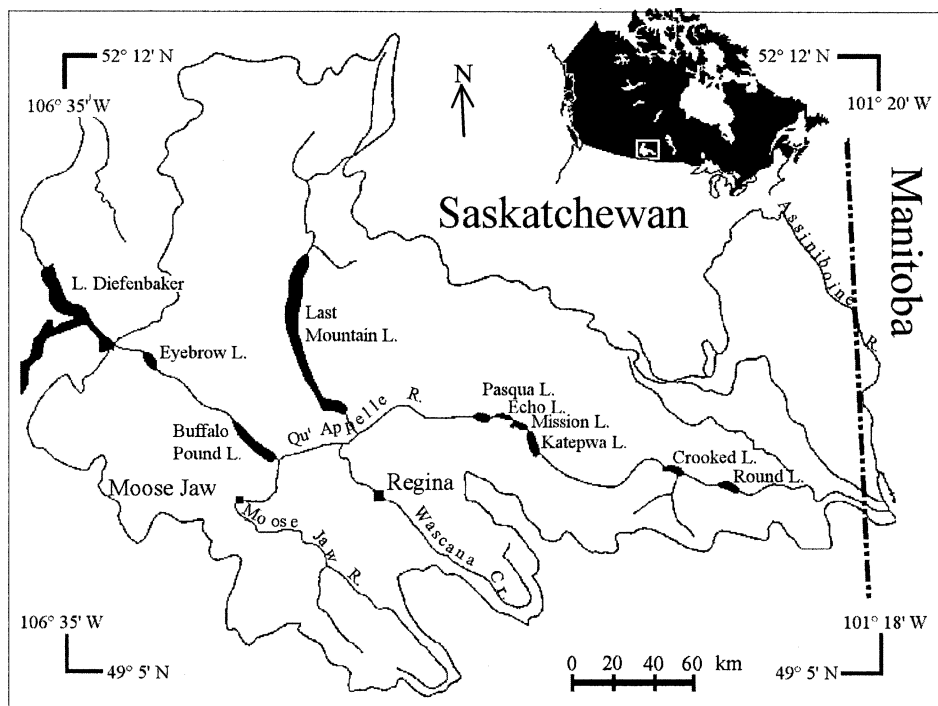 52° 12' N
52° 12' N
106° 35' W
N
101° 20' W
Saskatchewan
Manitoba
Assiniboine R.
L. Diefenbaker
Last
Mountain L.
Eyebrow L.
Pasqua L.
Echo L.
Mission L.
Katepwa L.
Qu' Appelle R.
Buffalo
Pound L.
Crooked L.
Round L.
Moose Jaw
Regina
Moose Jaw R.
Wascana Cr.
106° 35' W
101° 18' W
49° 5' N
0 20 40 60 km
49° 5' N